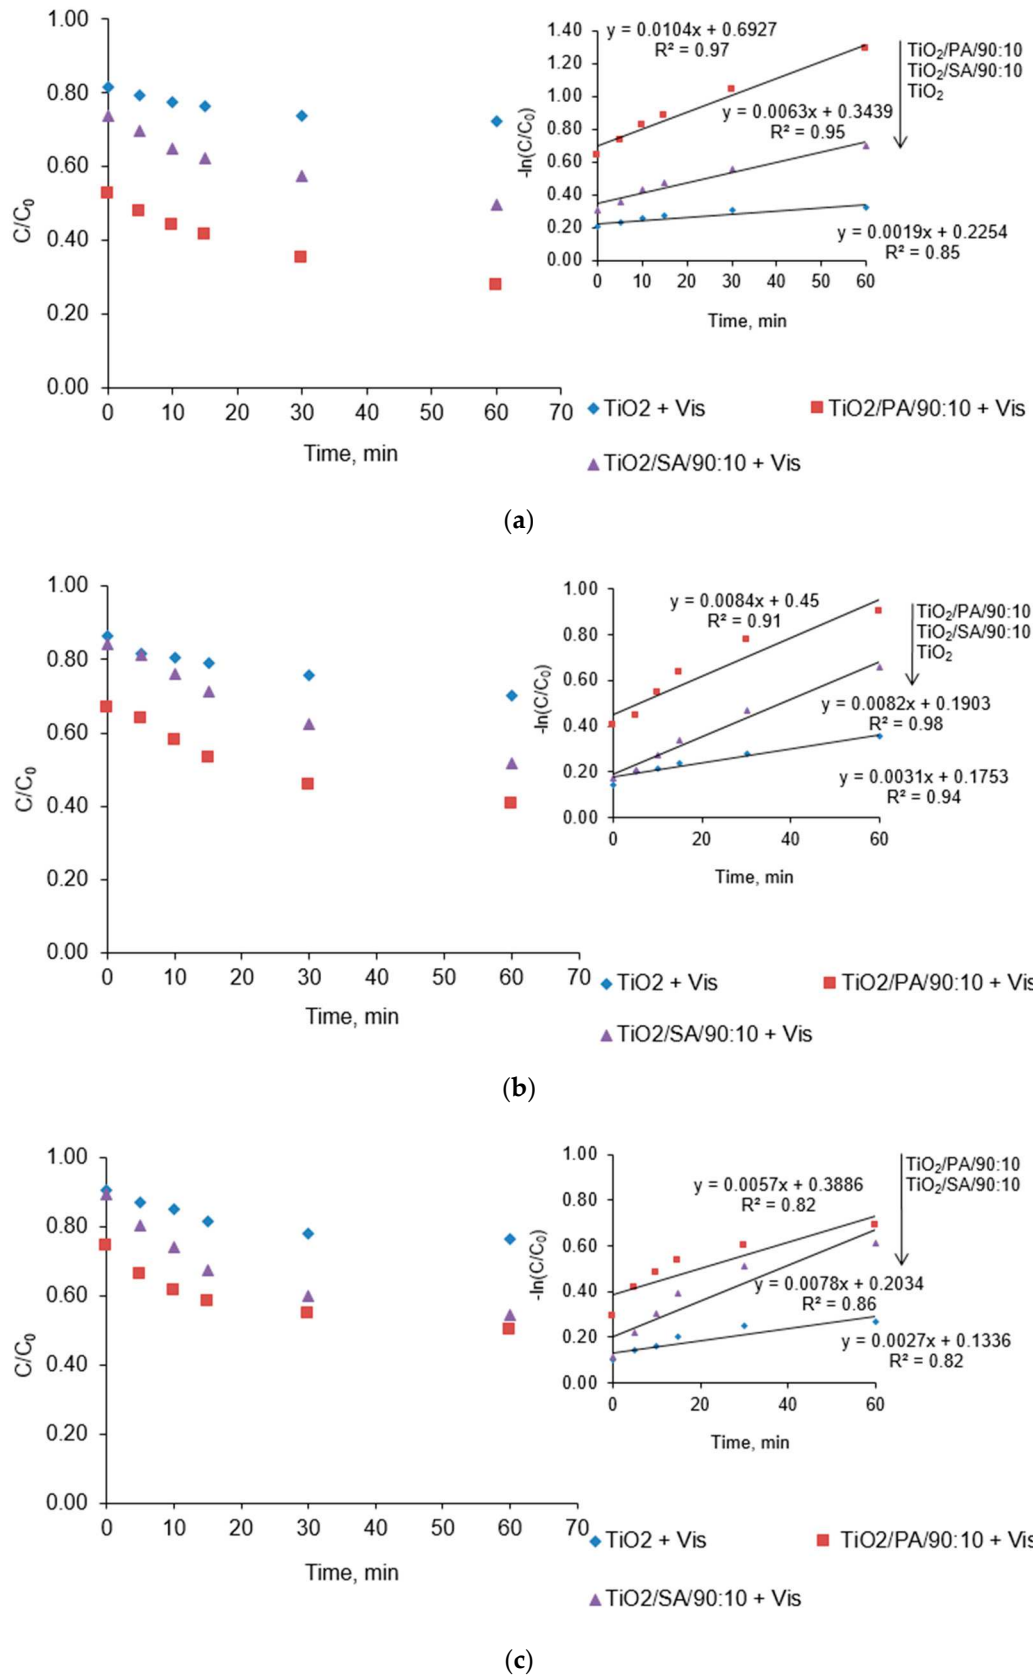 1.00
0.80
0.60
0.40
0.20
0.00
C/C0
0 10 20 30 40 50 60 70
Time, min
y = 0.0104x + 0.6927
R² = 0.97
1.40
1.20
1.00
0.80
0.60
0.40
0.20
0.00
-ln(C/C0)
y = 0.0063x + 0.3439
R² = 0.95
y = 0.0019x + 0.2254
R² = 0.85
0 10 20 30 40 50 60
Time, min
TiO2/PA/90:10
TiO2/SA/90:10
TiO2
TiO2 + Vis
TiO2/PA/90:10 + Vis
TiO2/SA/90:10 + Vis
(a)
1.00
0.80
0.60
0.40
0.20
0.00
C/C0
0 10 20 30 40 50 60 70
Time, min
1.00
0.80
0.60
0.40
0.20
0.00
-ln(C/C0)
y = 0.0084x + 0.45
R² = 0.91
y = 0.0082x + 0.1903
R² = 0.98
y = 0.0031x + 0.1753
R² = 0.94
0 20 40 60
Time, min
TiO2/PA/90:10
TiO2/SA/90:10
TiO2
TiO2 + Vis
TiO2/PA/90:10 + Vis
TiO2/SA/90:10 + Vis
(b)
1.00
0.80
0.60
0.40
0.20
0.00
C/C0
0 10 20 30 40 50 60 70
Time, min
1.00
0.80
0.60
0.40
0.20
0.00
-ln(C/C0)
y = 0.0057x + 0.3886
R² = 0.82
y = 0.0078x + 0.2034
R² = 0.86
y = 0.0027x + 0.1336
R² = 0.82
0 20 40 60
Time, min
TiO2/PA/90:10
TiO2/SA/90:10
TiO2 + Vis
TiO2/PA/90:10 + Vis
TiO2/SA/90:10 + Vis
(c)